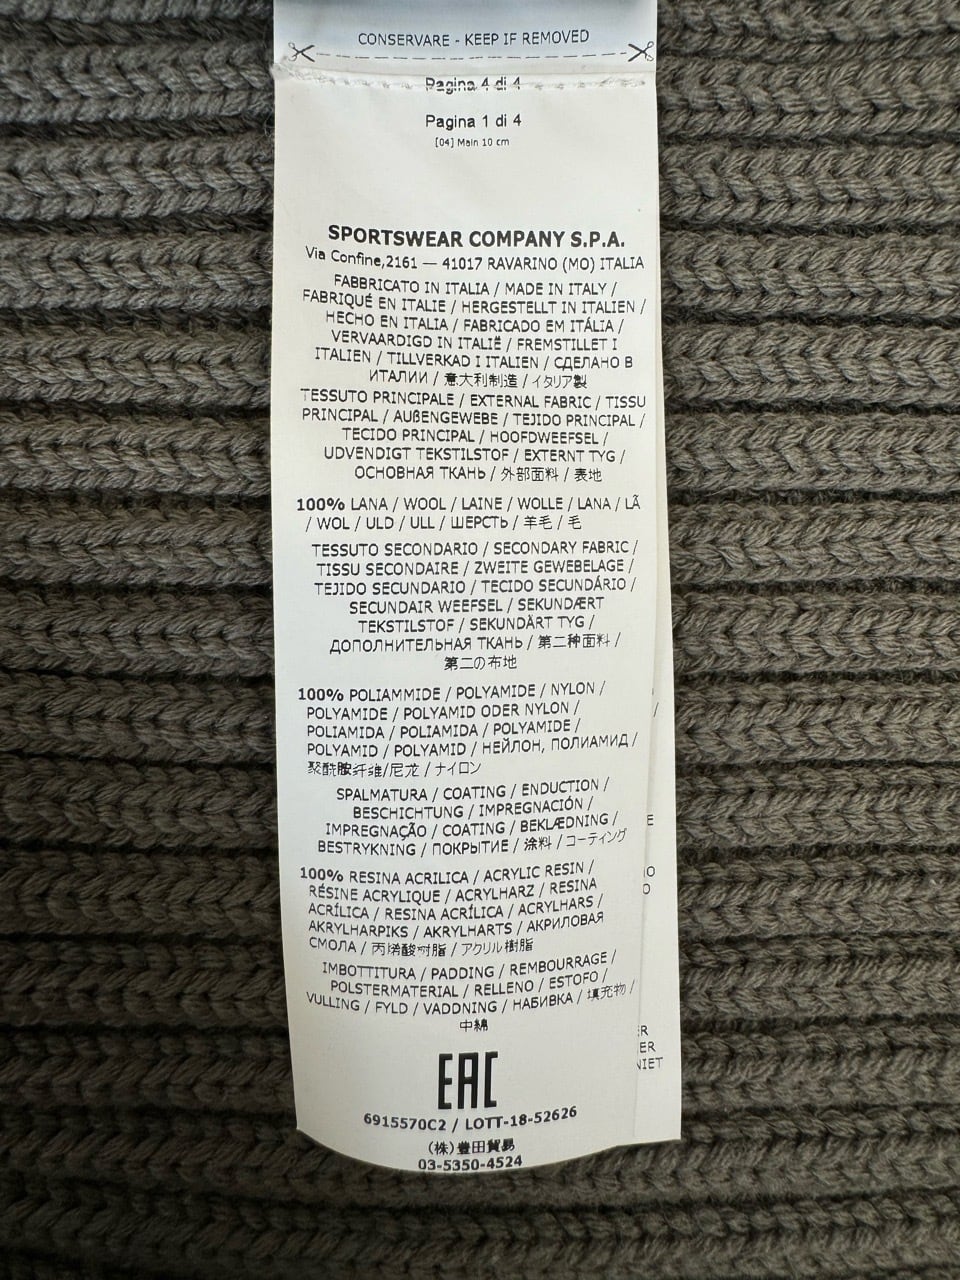 CONSERVARE - KEEP IF REMOVED
Pagina 4 di 4
Pagina 1 di 4
[04] Main 10 cm
SPORTSWEAR COMPANY S.P.A.
Via Confine,2161 — 41017 RAVARINO (MO) ITALIA
FABBRICATO IN ITALIA / MADE IN ITALY /
FABRIQUÉ EN ITALIE / HERGESTELLT IN ITALIEN /
HECHO EN ITALIA / FABRICADO EM ITÁLIA /
VERVAARDIGD IN ITALIË / FREMSTILLET I
ITALIEN / TILLVERKAD I ITALIEN / СДЕЛАНО В
ИТАЛИИ / 意大利制造 / イタリア製
TESSUTO PRINCIPALE / EXTERNAL FABRIC / TISSU
PRINCIPAL / AUßENGEWEBE / TEJIDO PRINCIPAL /
TECIDO PRINCIPAL / HOOFDWEEFSEL /
UDVENDIGT TEKSTILSTOF / EXTERNT TYG /
ОСНОВНАЯ ТКАНЬ / 外部面料 / 表地
100% LANA / WOOL / LAINE / WOLLE / LANA / LÃ
/ WOL / ULD / ULL / ШЕРСТЬ / 羊毛 / 毛
TESSUTO SECONDARIO / SECONDARY FABRIC /
TISSU SECONDAIRE / ZWEITE GEWEBELAGE /
TEJIDO SECUNDARIO / TECIDO SECUNDÁRIO /
SECUNDAIR WEEFSEL / SEKUNDÆRT
TEKSTILSTOF / SEKUNDÄRT TYG /
ДОПОЛНИТЕЛЬНАЯ ТКАНЬ / 第二种面料 /
第二の布地
100% POLIAMMIDE / POLYAMIDE / NYLON /
POLYAMIDE / POLYAMID ODER NYLON /
POLIAMIDA / POLIAMIDA / POLYAMIDE /
POLYAMID / POLYAMID / НЕЙЛОН, ПОЛИАМИД /
聚酰胺纤维/尼龙 / ナイロン
SPALMATURA / COATING / ENDUCTION /
BESCHICHTUNG / IMPREGNACIÓN /
IMPREGNAÇÃO / COATING / BEKLÆDNING /
BESTRYKNING / ПОКРЫТИЕ / 涂料 / コーティング
100% RESINA ACRILICA / ACRYLIC RESIN /
RÉSINE ACRYLIQUE / ACRYLHARZ / RESINA
ACRÍLICA / RESINA ACRÍLICA / ACRYLHARS /
AKRYLHARPIKS / AKRYLHARTS / АКРИЛОВАЯ
СМОЛА / 丙烯酸树脂 / アクリル樹脂
IMBOTTITURA / PADDING / REMBOURRAGE /
POLSTERMATERIAL / RELLENO / ESTOFO /
VULLING / FYLD / VADDNING / НАБИВКА / 填充物 /
中綿
EAC
6915570C2 / LOTT-18-52626
(株)豊田貿易
03-5350-4524